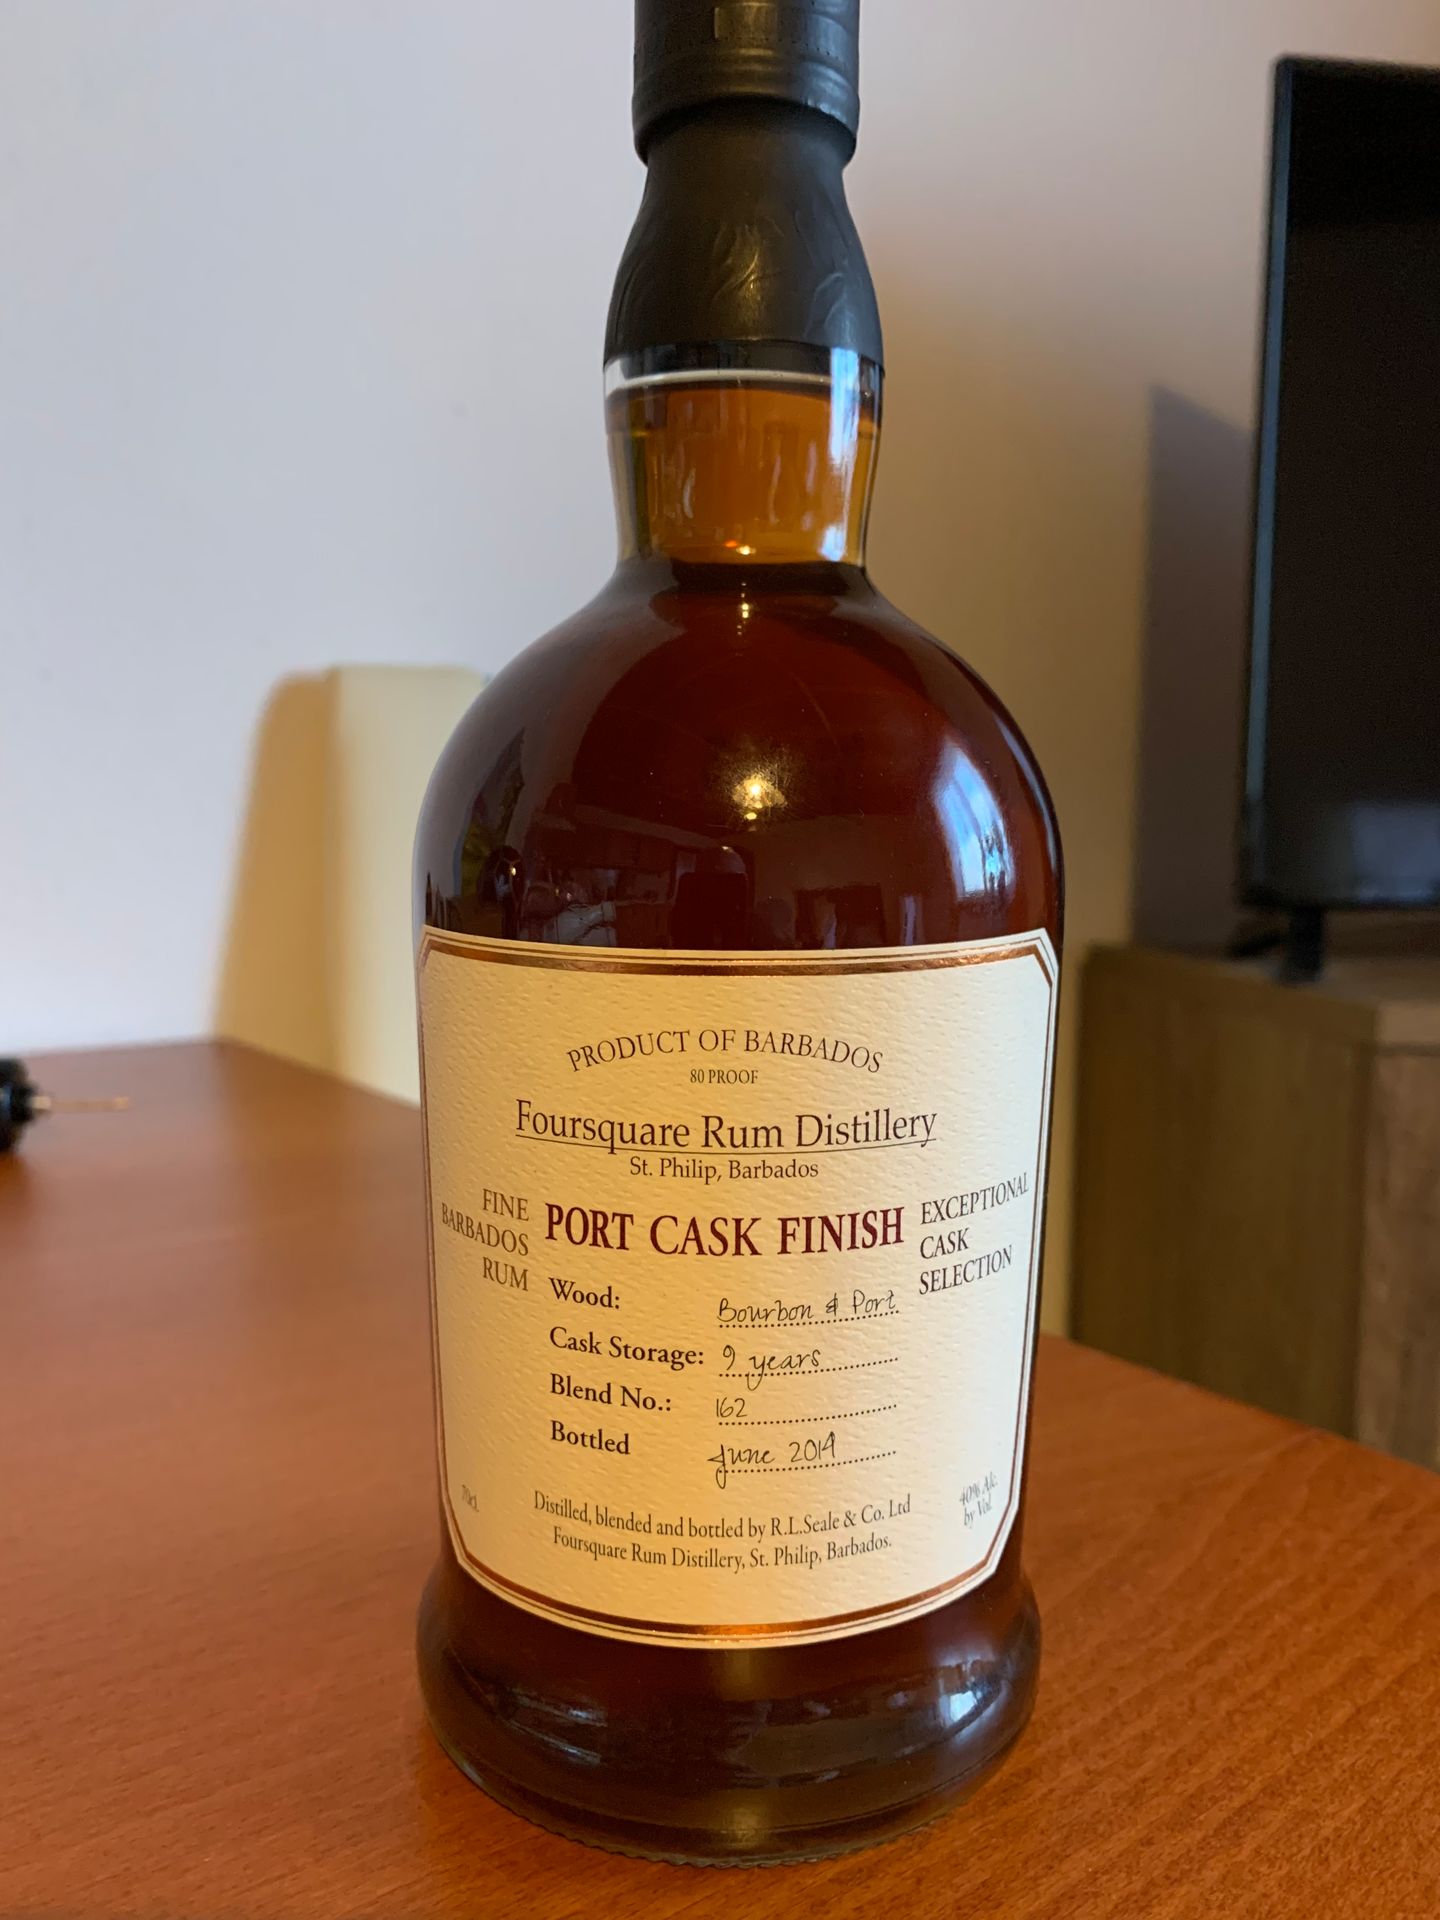 PRODUCT OF BARBADOS
80 PROOF
Foursquare Rum Distillery
St. Philip, Barbados
FINE
BARBADOS
RUM
PORT CASK FINISH
EXCEPTIONAL
CASK
SELECTION
Wood: Bourbon & Port
Cask Storage: 9 years
Blend No.: 162
Bottled June 2014
70cl.
40% Alc.
by Vol.
Distilled, blended and bottled by R.L.Seale & Co. Ltd
Foursquare Rum Distillery, St. Philip, Barbados.